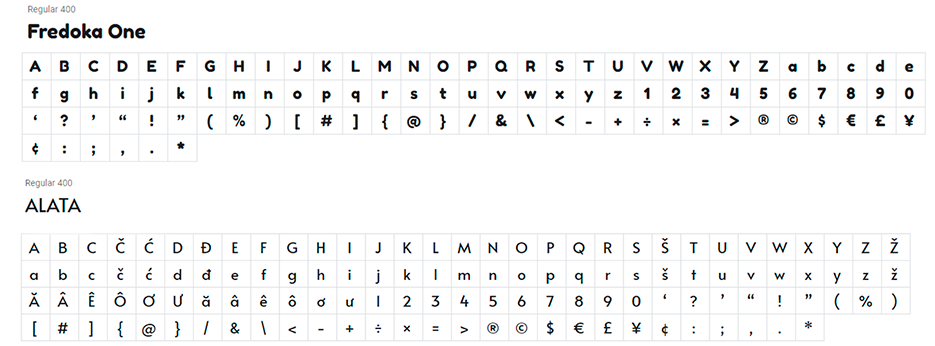 Regular 400
Fredoka One
A B C D E F G H I J K L M N O P Q R S T U V W X Y Z a b c d e
f g h i j k l m n o p q r s t u v w x y z 1 2 3 4 5 6 7 8 9 0
‘ ? ’ “ ! ” ( % ) [ # ] { @ } / & \ < - + ÷ × = > ® © $ € £ ¥
¢ : ; , . *
Regular 400
ALATA
A B C Č Ć D Đ E F G H I J K L M N O P Q R S Š T U V W X Y Z Ž
a b c č ć d đ e f g h i j k l m n o p q r s š t u v w x y z ž
Ă Â Ê Ô Ơ Ư ă â ê ô ơ ư 1 2 3 4 5 6 7 8 9 0 ‘ ? ’ “ ! ” ( % )
[ # ] { @ } / & \ < - + ÷ × = > ® © $ € £ ¥ ¢ : ; , . *